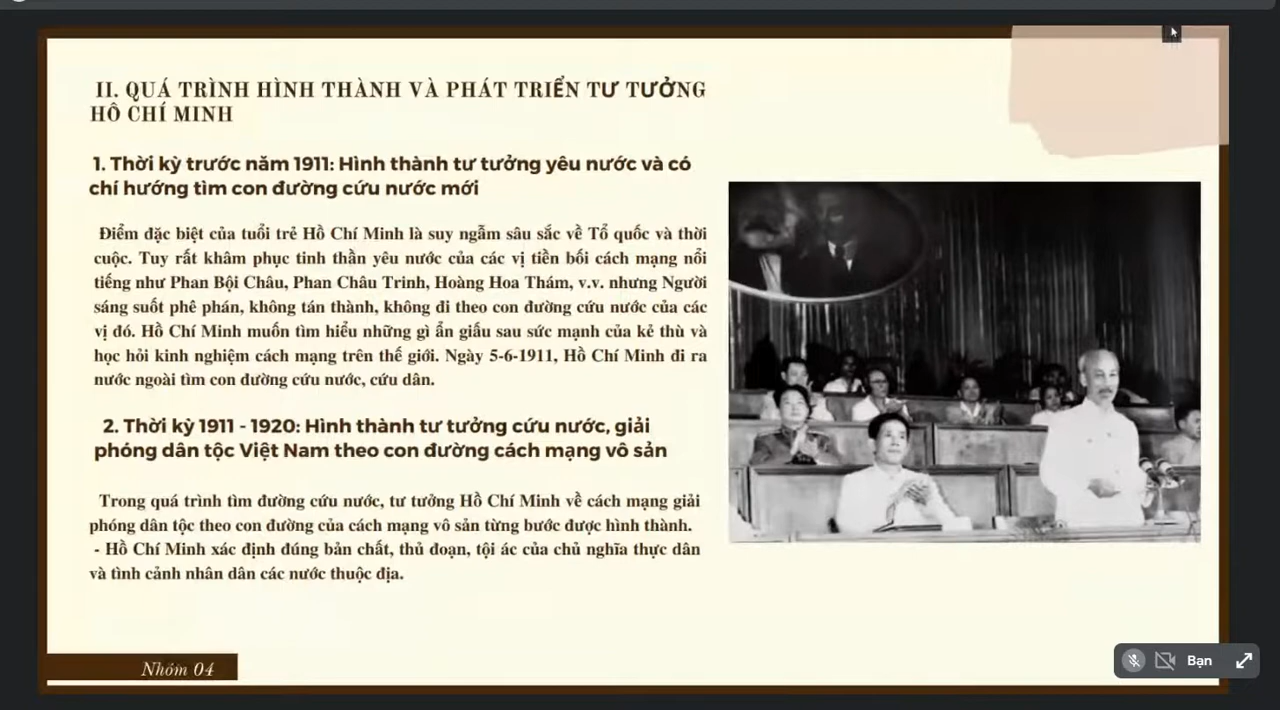 II. QUÁ TRÌNH HÌNH THÀNH VÀ PHÁT TRIỂN TƯ TƯỞNG
HỒ CHÍ MINH
1. Thời kỳ trước năm 1911: Hình thành tư tưởng yêu nước và có
chí hướng tìm con đường cứu nước mới
Điểm đặc biệt của tuổi trẻ Hồ Chí Minh là suy ngẫm sâu sắc về Tổ quốc và thời
cuộc. Tuy rất khâm phục tinh thần yêu nước của các vị tiền bối cách mạng nổi
tiếng như Phan Bội Châu, Phan Châu Trinh, Hoàng Hoa Thám, v.v. nhưng Người
sáng suốt phê phán, không tán thành, không đi theo con đường cứu nước của các
vị đó. Hồ Chí Minh muốn tìm hiểu những gì ẩn giấu sau sức mạnh của kẻ thù và
học hỏi kinh nghiệm cách mạng trên thế giới. Ngày 5-6-1911, Hồ Chí Minh đi ra
nước ngoài tìm con đường cứu nước, cứu dân.
2. Thời kỳ 1911 - 1920: Hình thành tư tưởng cứu nước, giải
phóng dân tộc Việt Nam theo con đường cách mạng vô sản
Trong quá trình tìm đường cứu nước, tư tưởng Hồ Chí Minh về cách mạng giải
phóng dân tộc theo con đường của cách mạng vô sản từng bước được hình thành.
- Hồ Chí Minh xác định đúng bản chất, thủ đoạn, tội ác của chủ nghĩa thực dân
và tình cảnh nhân dân các nước thuộc địa.
Nhóm 04
Bạn